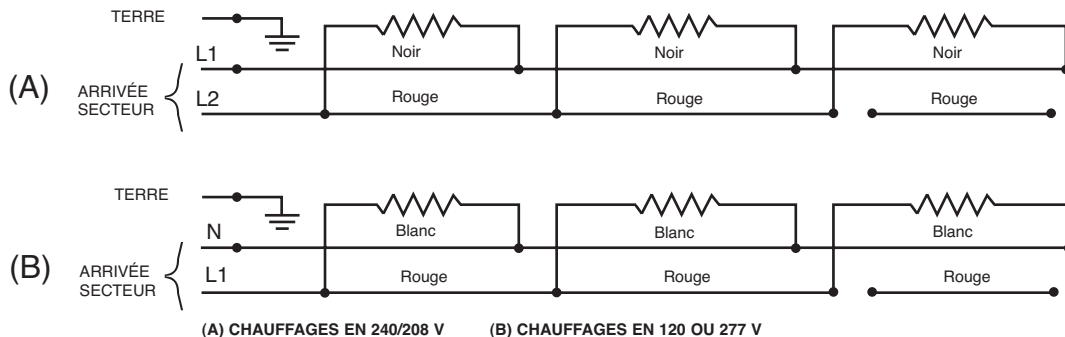 TERRE
L1
Noir
Noir
Noir
(A)
ARRIVÉE
SECTEUR
L2
Rouge
Rouge
Rouge
TERRE
N
Blanc
Blanc
Blanc
(B)
ARRIVÉE
SECTEUR
L1
Rouge
Rouge
Rouge
(A) CHAUFFAGES EN 240/208 V (B) CHAUFFAGES EN 120 OU 277 V